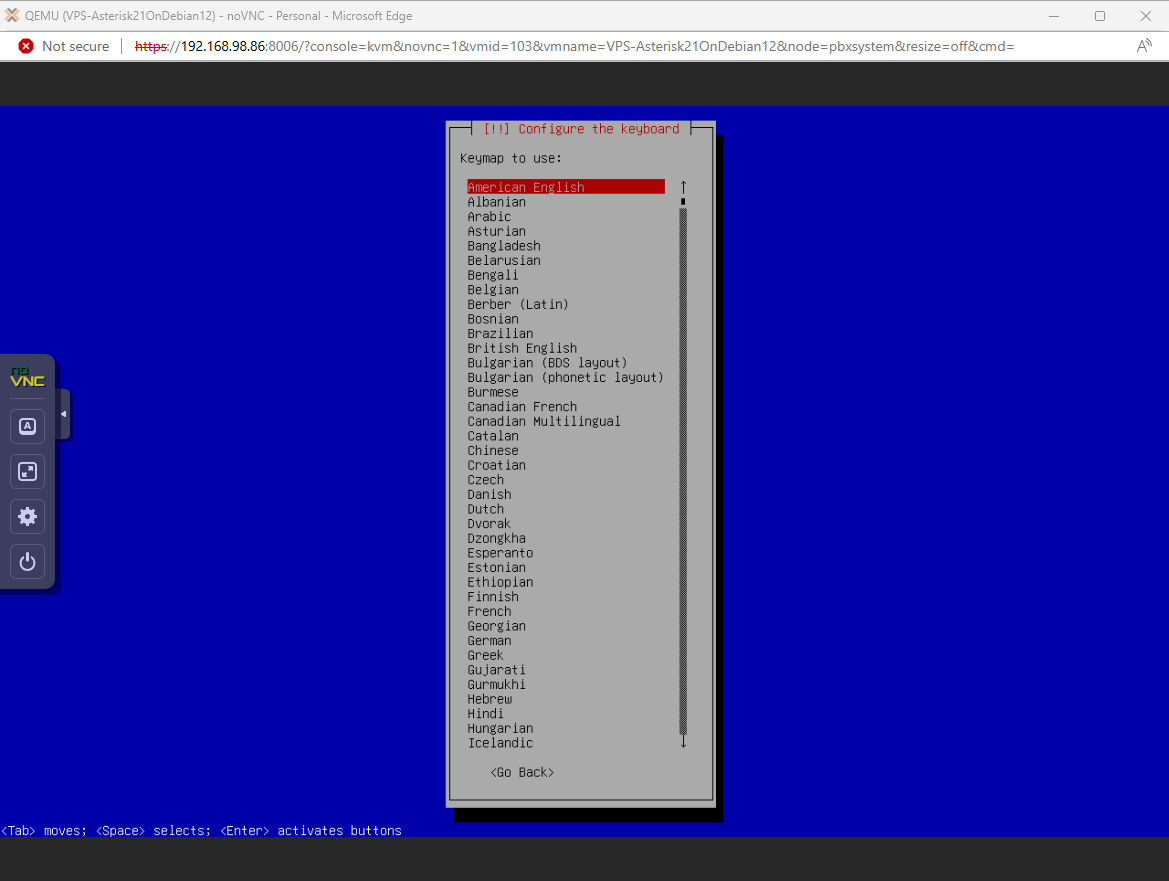 QEMU (VPS-Asterisk21OnDebian12) - noVNC - Personal - Microsoft Edge
Not secure https://192.168.98.86:8006/?console=kvm&novnc=1&vmid=103&vmname=VPS-Asterisk21OnDebian12&node=pbxsystem&resize=off&cmd=
[!!] Configure the keyboard
Keymap to use:
American English
Albanian
Arabic
Asturian
Bangladesh
Belarusian
Bengali
Belgian
Berber (Latin)
Bosnian
Brazilian
British English
Bulgarian (BDS layout)
Bulgarian (phonetic layout)
Burmese
Canadian French
Canadian Multilingual
Catalan
Chinese
Croatian
Czech
Danish
Dutch
Dvorak
Dzongkha
Esperanto
Estonian
Ethiopian
Finnish
French
Georgian
German
Greek
Gujarati
Gurmukhi
Hebrew
Hindi
Hungarian
Icelandic
<Go Back>
no
VNC
A
<Tab> moves; <Space> selects; <Enter> activates buttons